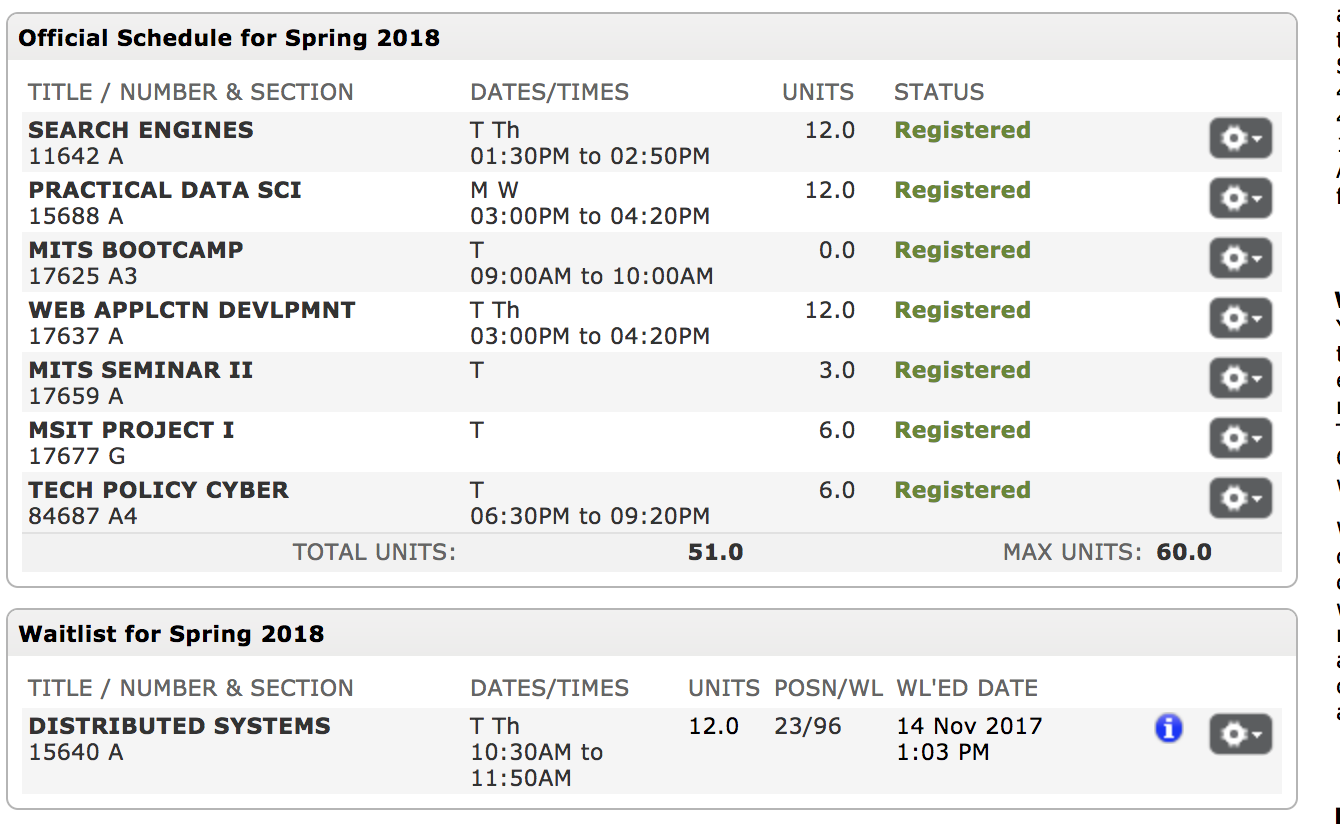 Official Schedule for Spring 2018
TITLE / NUMBER & SECTION DATES/TIMES UNITS STATUS
SEARCH ENGINES T Th 12.0 Registered
11642 A 01:30PM to 02:50PM
PRACTICAL DATA SCI M W 12.0 Registered
15688 A 03:00PM to 04:20PM
MITS BOOTCAMP T 0.0 Registered
17625 A3 09:00AM to 10:00AM
WEB APPLCTN DEVLPMNT T Th 12.0 Registered
17637 A 03:00PM to 04:20PM
MITS SEMINAR II T 3.0 Registered
17659 A
MSIT PROJECT I T 6.0 Registered
17677 G
TECH POLICY CYBER T 6.0 Registered
84687 A4 06:30PM to 09:20PM
TOTAL UNITS: 51.0 MAX UNITS: 60.0
Waitlist for Spring 2018
TITLE / NUMBER & SECTION DATES/TIMES UNITS POSN/WL WL'ED DATE
DISTRIBUTED SYSTEMS T Th 12.0 23/96 14 Nov 2017
15640 A 10:30AM to 1:03 PM
11:50AM